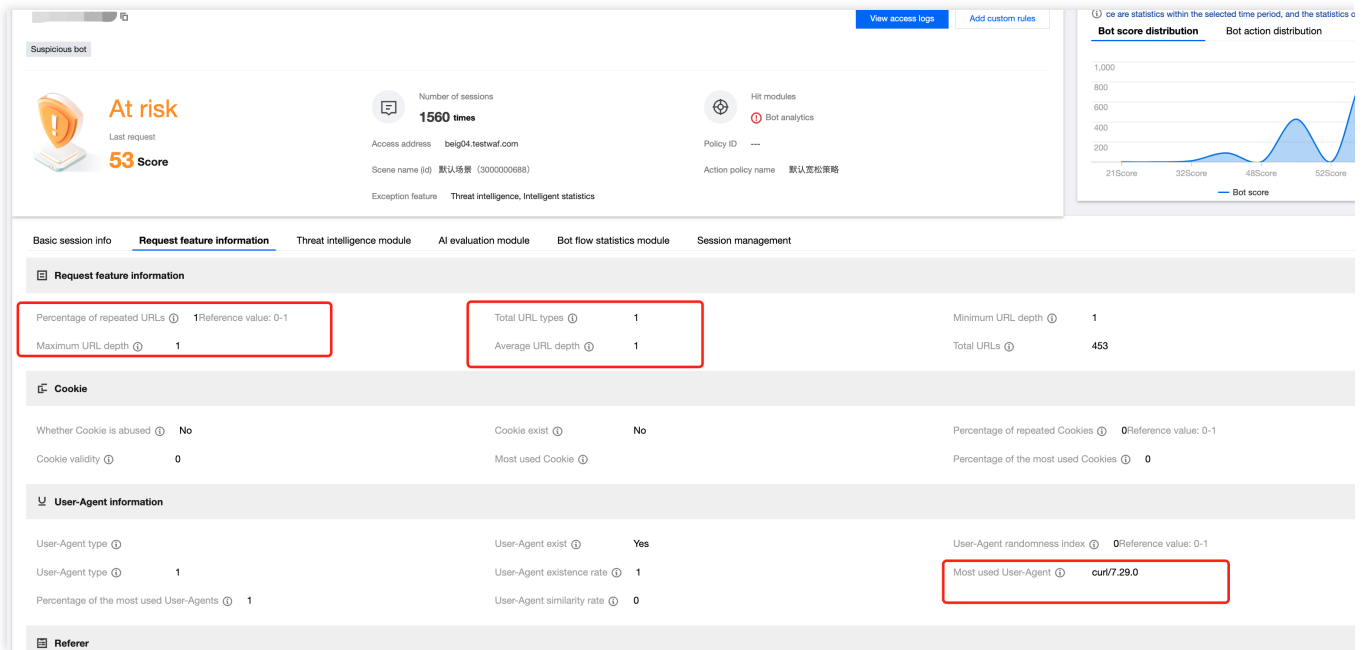 View access logs
Add custom rules
ce are statistics within the selected time period, and the statistics o
Bot score distribution
Bot action distribution
Suspicious bot
At risk
Last request
53 Score
Number of sessions
1560 times
Access address beig04.testwaf.com
Scene name (id) 默认场景（3000000688）
Exception feature Threat intelligence, Intelligent statistics
Hit modules
Bot analytics
Policy ID ---
Action policy name 默认宽松策略
1,000
800
600
400
200
21Score 32Score 48Score 52Score
Bot score
Basic session info Request feature information Threat intelligence module AI evaluation module Bot flow statistics module Session management
Request feature information
Percentage of repeated URLs 1Reference value: 0-1 Total URL types 1 Minimum URL depth 1
Maximum URL depth 1 Average URL depth 1 Total URLs 453
Cookie
Whether Cookie is abused No Cookie exist No Percentage of repeated Cookies 0Reference value: 0-1
Cookie validity 0 Most used Cookie Percentage of the most used Cookies 0
User-Agent information
User-Agent type User-Agent exist Yes User-Agent randomness index 0Reference value: 0-1
User-Agent type 1 User-Agent existence rate 1 Most used User-Agent curl/7.29.0
Percentage of the most used User-Agents 1 User-Agent similarity rate 0
Referer